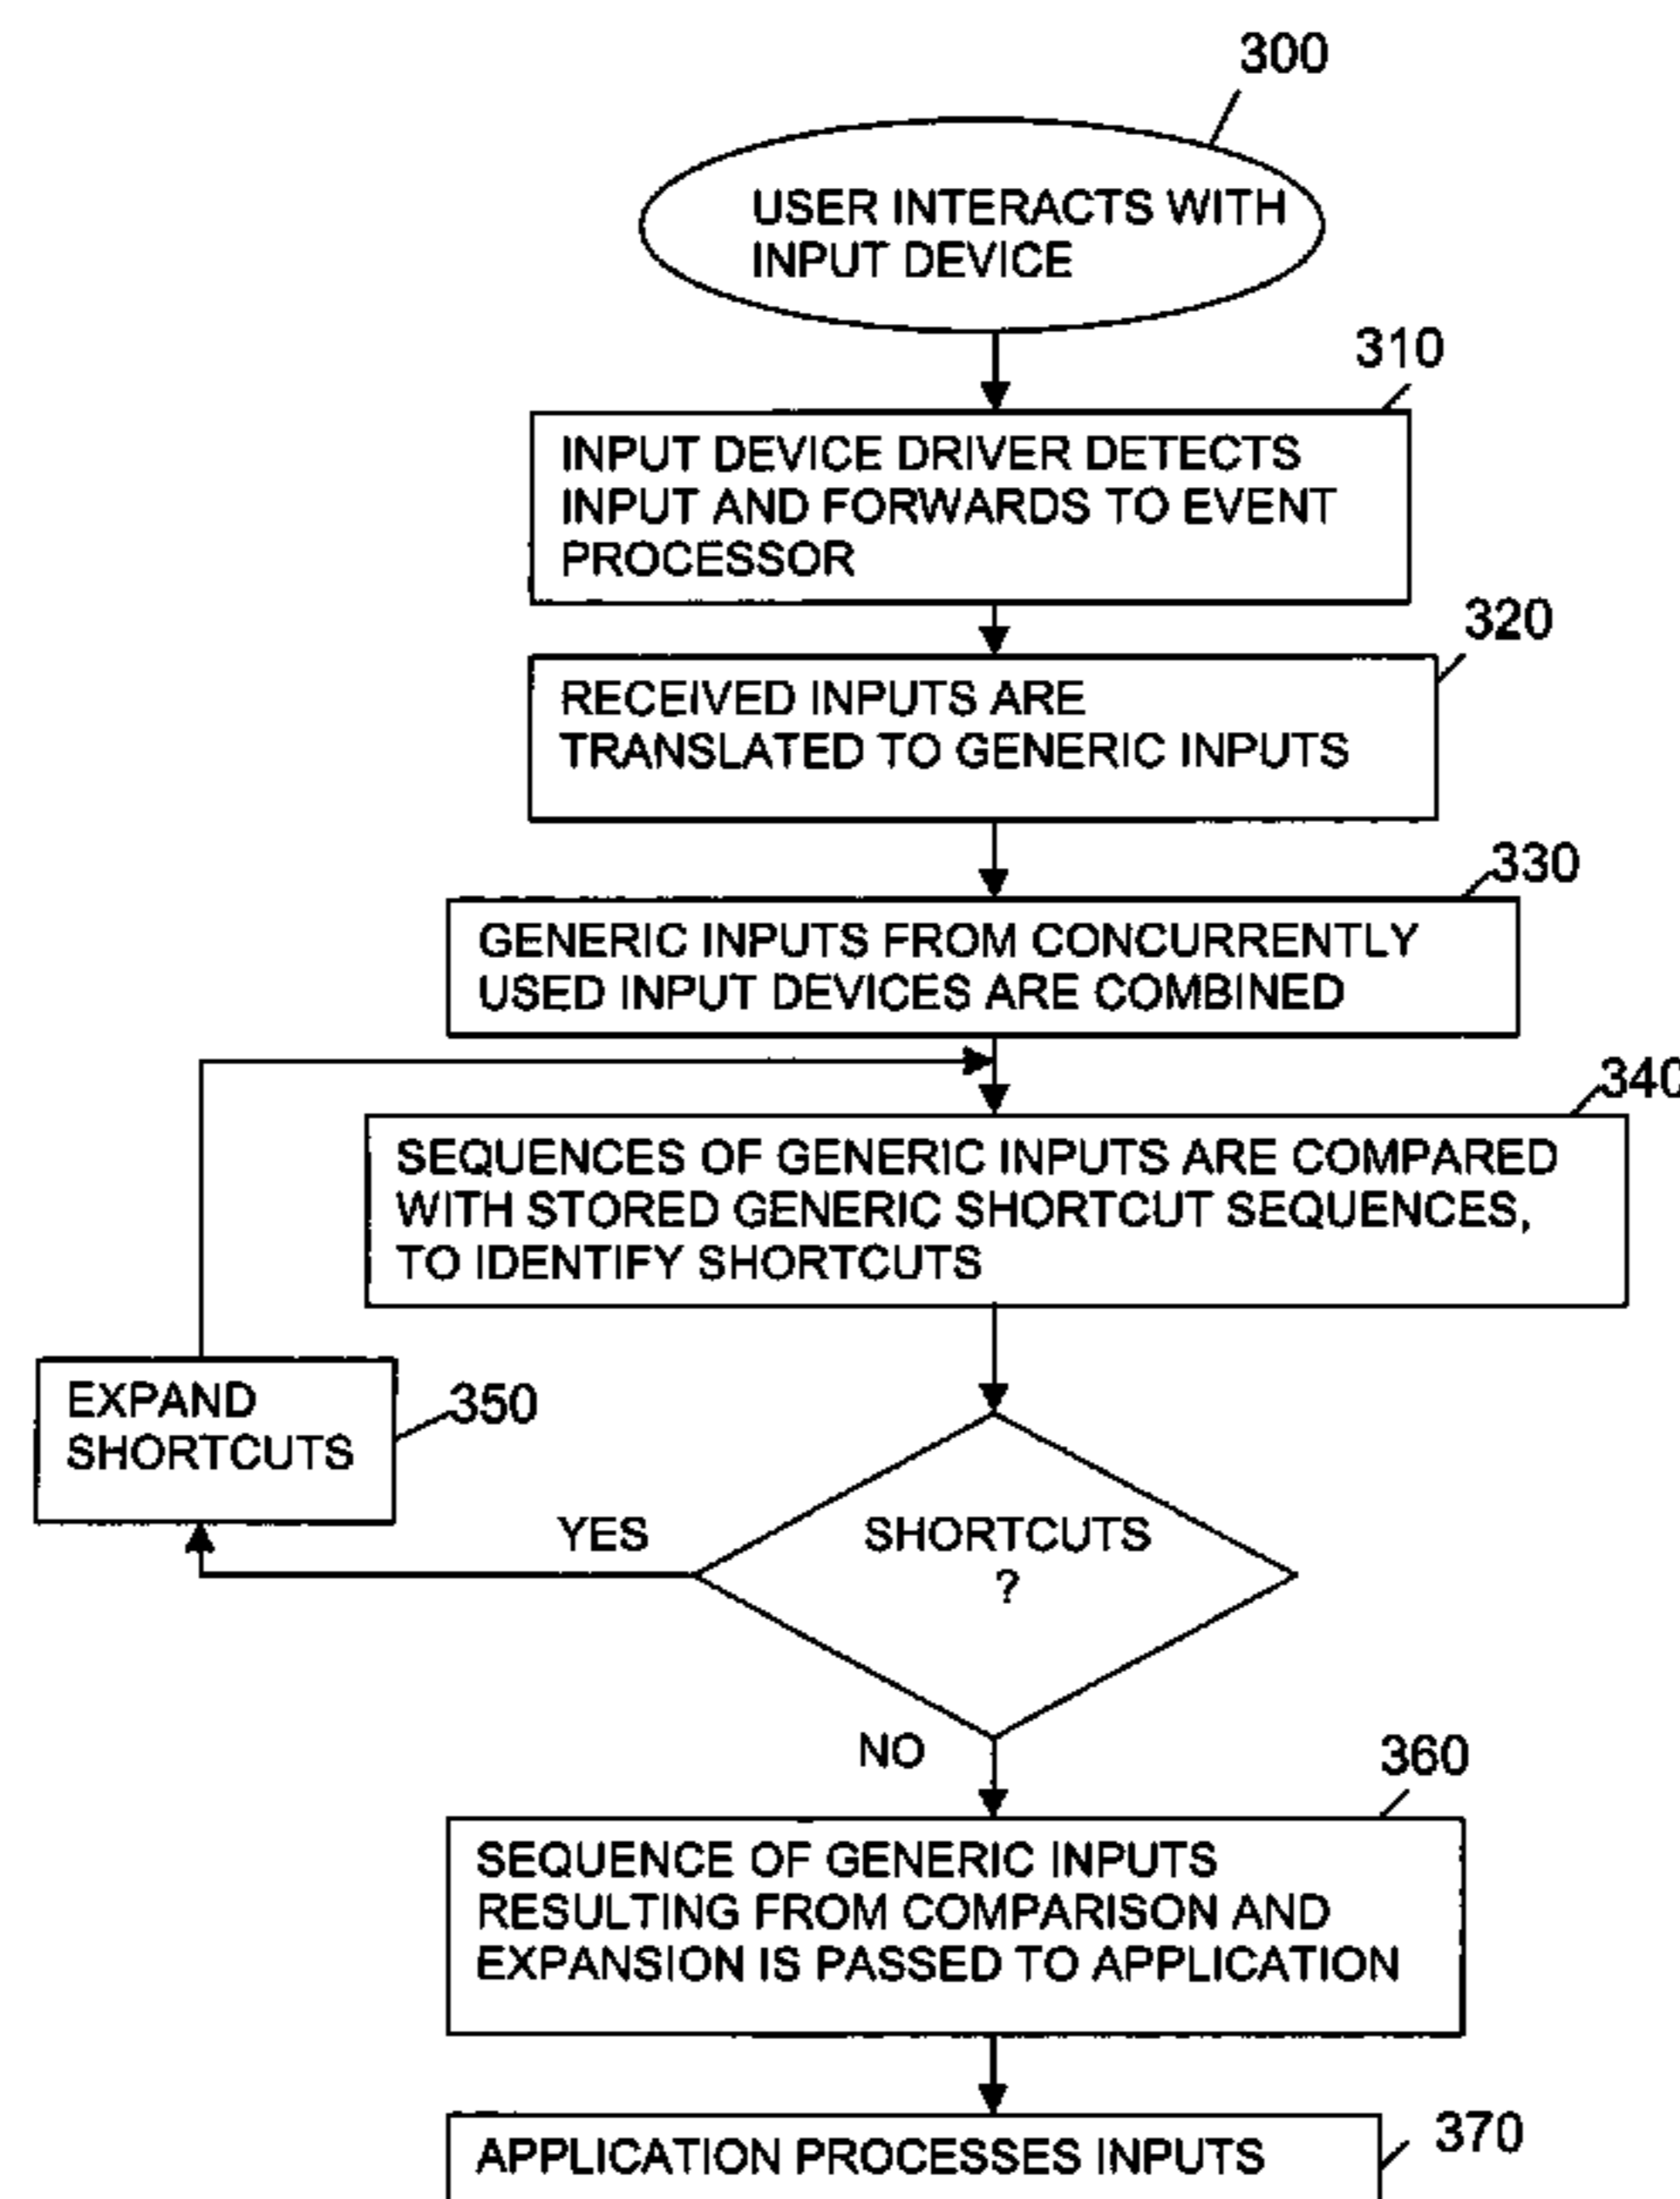 300
USER INTERACTS WITH
INPUT DEVICE
310
INPUT DEVICE DRIVER DETECTS
INPUT AND FORWARDS TO EVENT
PROCESSOR
320
RECEIVED INPUTS ARE
TRANSLATED TO GENERIC INPUTS
330
GENERIC INPUTS FROM CONCURRENTLY
USED INPUT DEVICES ARE COMBINED
340
SEQUENCES OF GENERIC INPUTS ARE COMPARED
WITH STORED GENERIC SHORTCUT SEQUENCES,
TO IDENTIFY SHORTCUTS
EXPAND
SHORTCUTS
350
YES
SHORTCUTS
?
NO
360
SEQUENCE OF GENERIC INPUTS
RESULTING FROM COMPARISON AND
EXPANSION IS PASSED TO APPLICATION
370
APPLICATION PROCESSES INPUTS